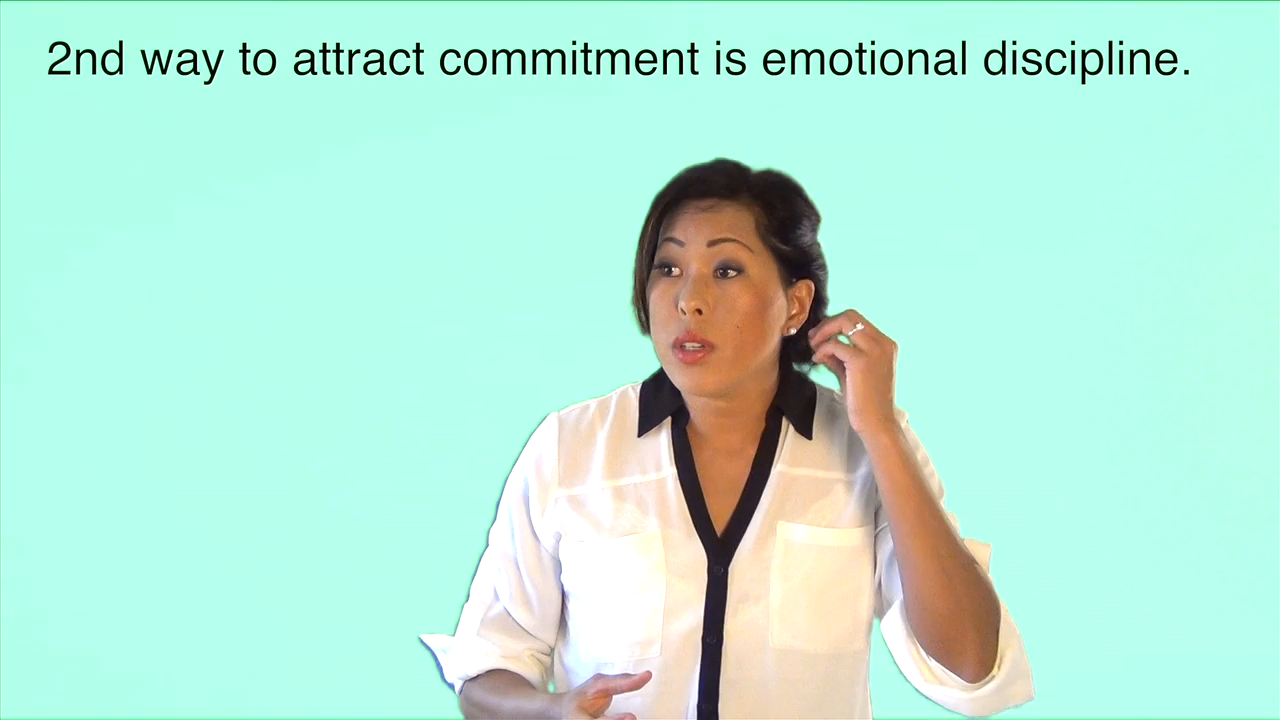 2nd way to attract commitment is emotional discipline.